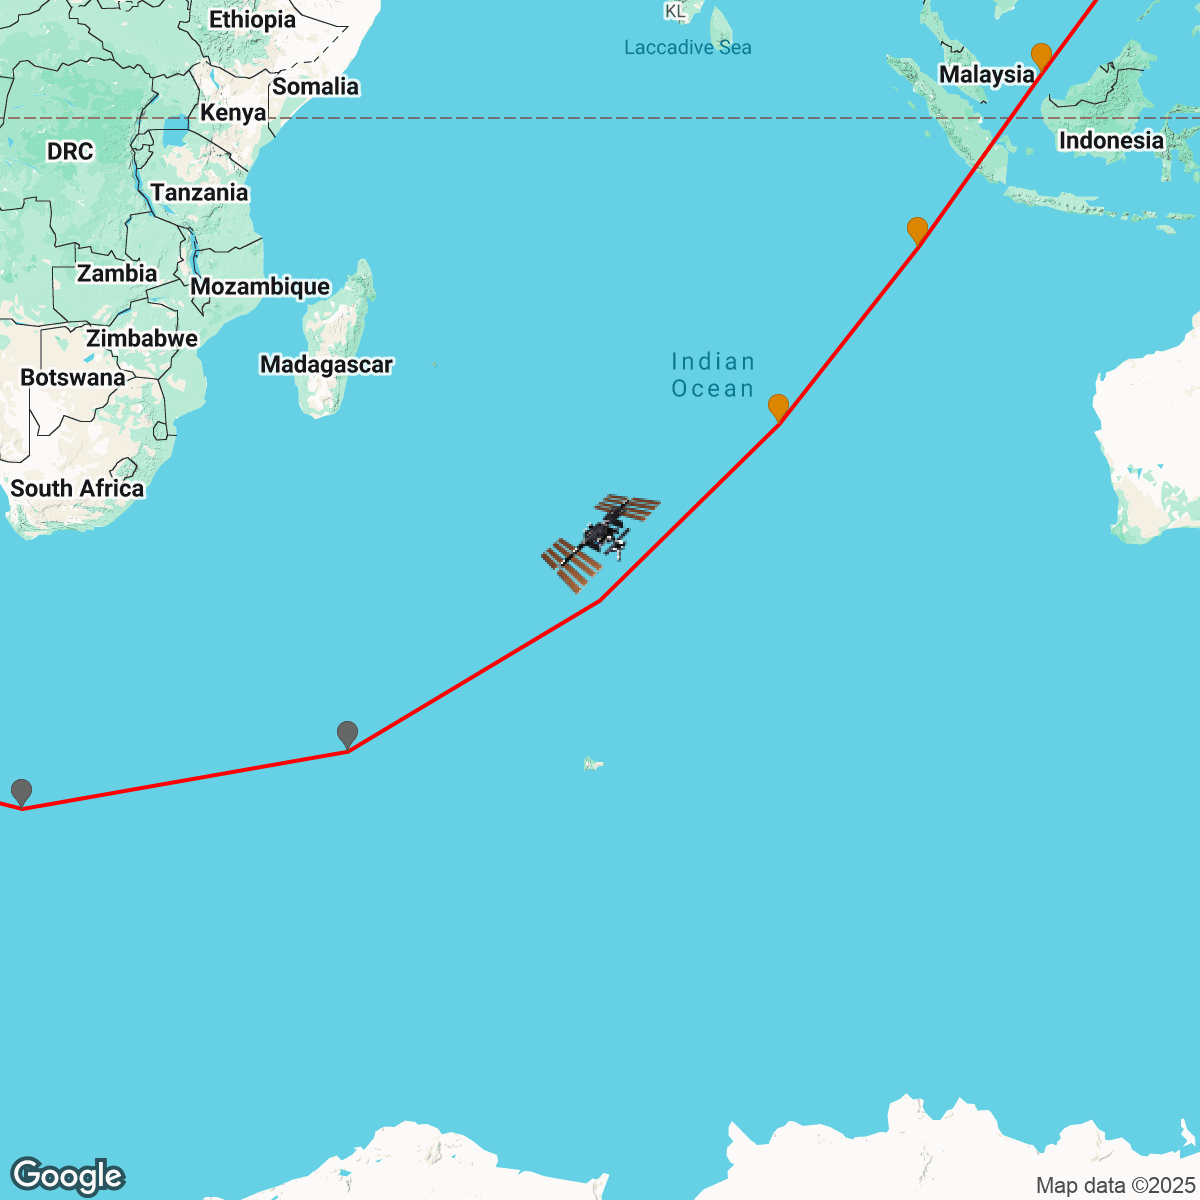 Ethiopia
KL
Laccadive Sea
Somalia
Malaysia
Kenya
DRC
Indonesia
Tanzania
Zambia
Mozambique
Zimbabwe
Indian
Ocean
Madagascar
Botswana
South Africa
Google
Map data ©2025